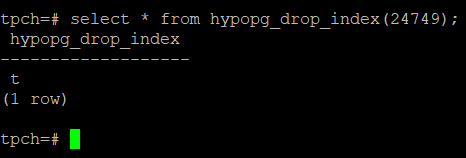 tpch=# select * from hypopg_drop_index(24749);
 hypopg_drop_index
-------------------
 t
(1 row)
tpch=#